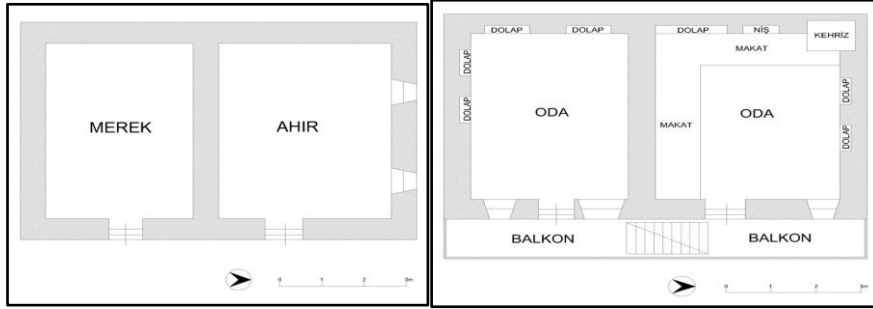 MEREK
AHIR
0 1 2 3m
DOLAP
DOLAP
DOLAP
NİŞ
KEHRİZ
MAKAT
DOLAP
DOLAP
DOLAP
DOLAP
ODA
MAKAT
ODA
BALKON
BALKON
0 1 2 3m